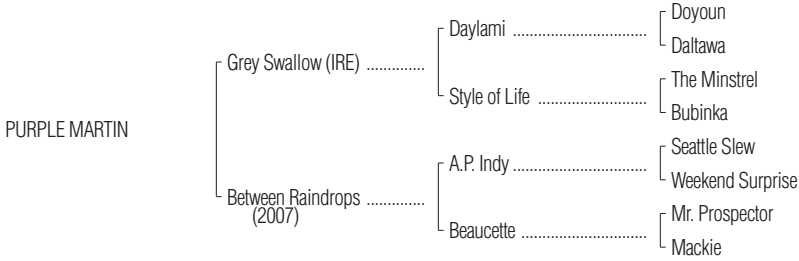 Doyoun
Daylami ................................
Daltawa
Grey Swallow (IRE) ..............
The Minstrel
Style of Life ..........................
Bubinka
PURPLE MARTIN
Seattle Slew
A.P. Indy ................................
Weekend Surprise
Between Raindrops ..............
(2007)
Mr. Prospector
Beaucette ..............................
Mackie